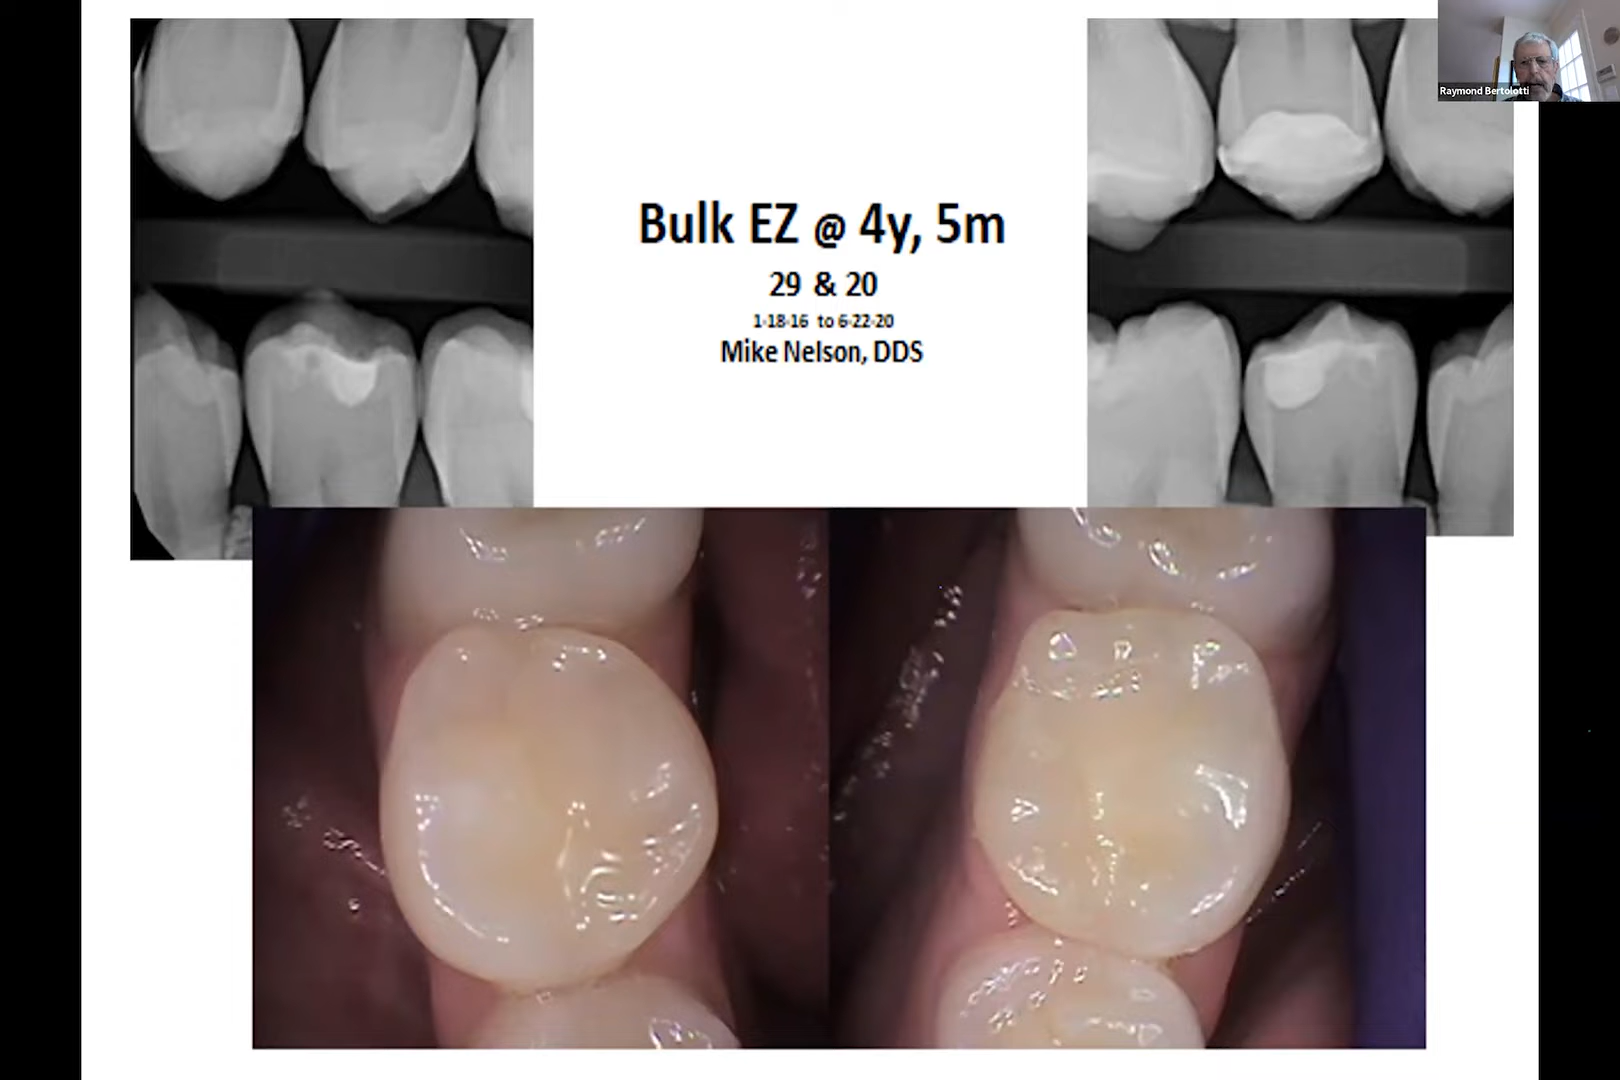 Raymond Bertolotti
Bulk EZ @ 4y, 5m
29 & 20
1-18-16 to 6-22-20
Mike Nelson, DDS